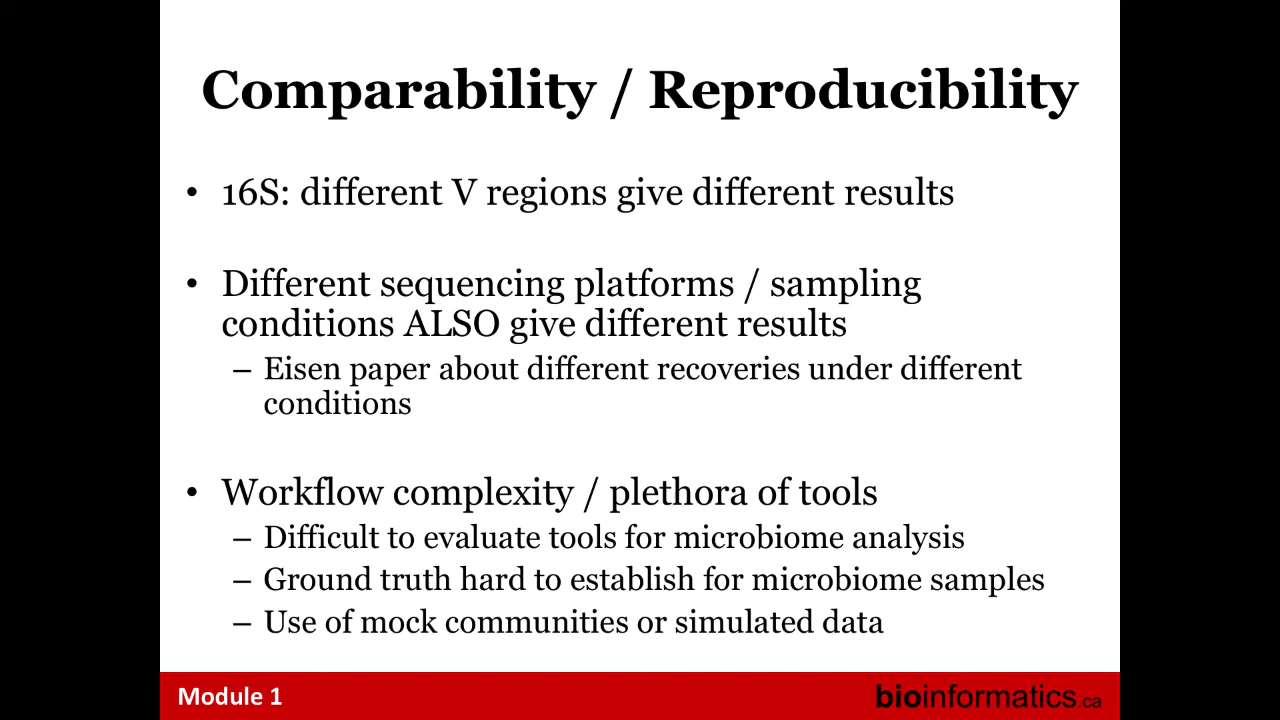 Comparability / Reproducibility
• 16S: different V regions give different results
• Different sequencing platforms / sampling
conditions ALSO give different results
– Eisen paper about different recoveries under different
conditions
• Workflow complexity / plethora of tools
– Difficult to evaluate tools for microbiome analysis
– Ground truth hard to establish for microbiome samples
– Use of mock communities or simulated data
Module 1
bioinformatics.ca